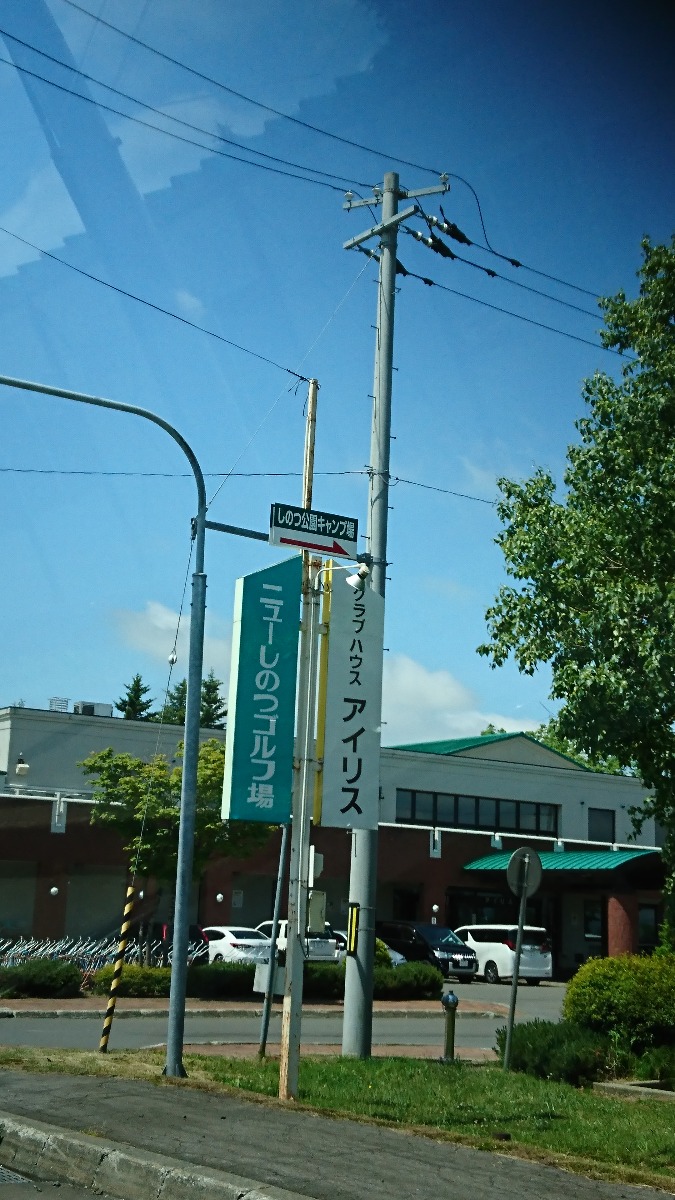 しのつ公園キャンプ場
ニューしのつゴルフ場
クラブハウス アイリス